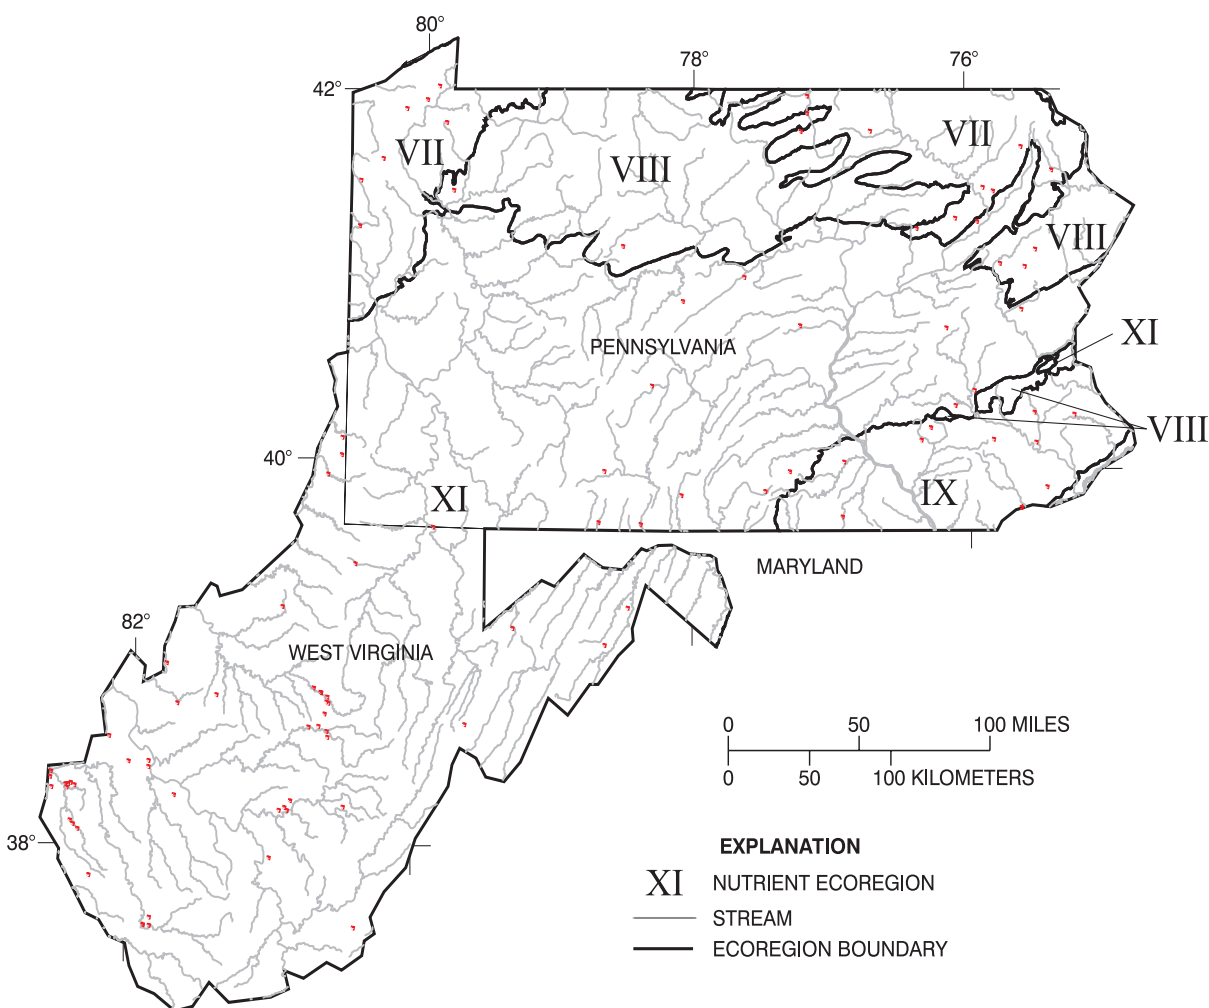 80°
78°
76°
42°
VII
VIII
VII
VIII
XI
PENNSYLVANIA
VIII
40°
XI
IX
MARYLAND
82°
WEST VIRGINIA
0 50 100 MILES
0 50 100 KILOMETERS
38°
EXPLANATION
XI NUTRIENT ECOREGION
STREAM
ECOREGION BOUNDARY